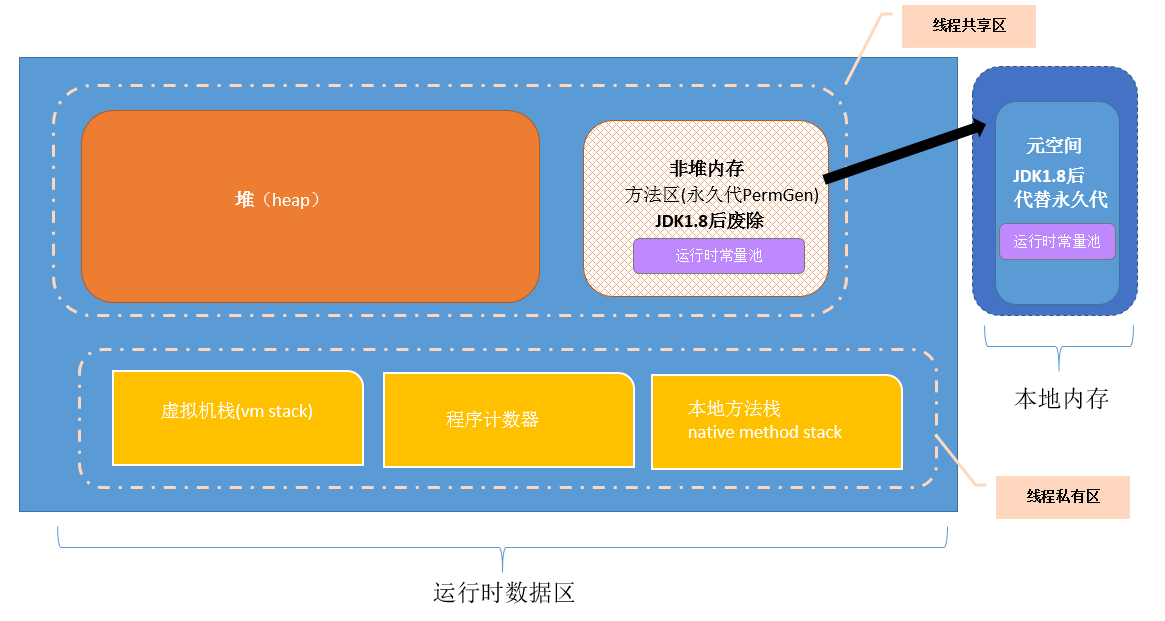 线程共享区
堆（heap）
非堆内存
方法区(永久代PermGen)
JDK1.8后废除
运行时常量池
元空间
JDK1.8后
代替永久代
运行时常量池
虚拟机栈(vm stack)
程序计数器
本地方法栈
native method stack
本地内存
线程私有区
运行时数据区